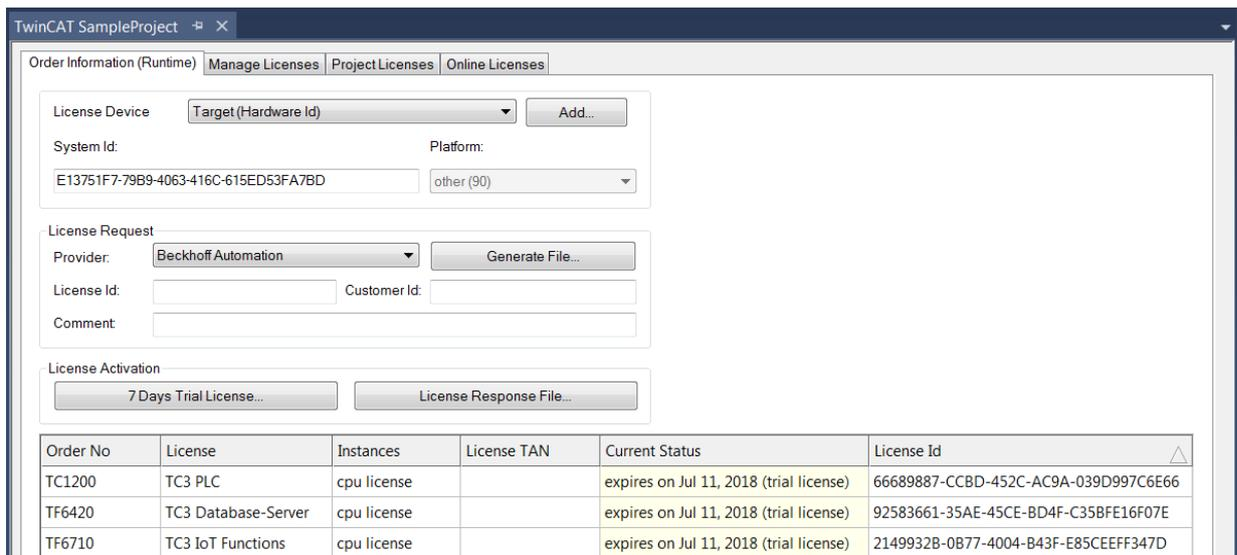 TwinCAT SampleProject
Order Information (Runtime) Manage Licenses Project Licenses Online Licenses
License Device Target (Hardware Id) Add...
System Id: Platform:
E13751F7-79B9-4063-416C-615ED53FA7BD other (90)
License Request
Provider: Beckhoff Automation Generate File...
License Id: Customer Id:
Comment:
License Activation
7 Days Trial License... License Response File...
Order No License Instances License TAN Current Status License Id
TC1200 TC3 PLC cpu license expires on Jul 11, 2018 (trial license) 66689887-CCBD-452C-AC9A-039D997C6E66
TF6420 TC3 Database-Server cpu license expires on Jul 11, 2018 (trial license) 92583661-35AE-45CE-BD4F-C35BFE16F07E
TF6710 TC3 IoT Functions cpu license expires on Jul 11, 2018 (trial license) 2149932B-0B77-4004-B43F-E85CEEFF347D